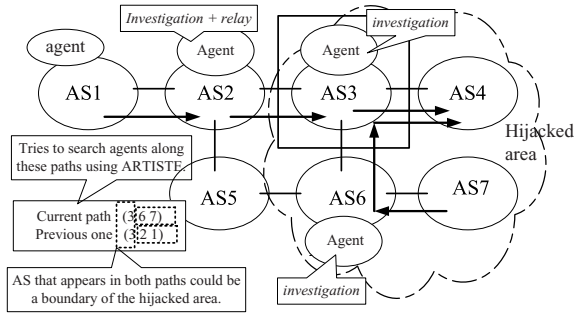 Investigation + relay
investigation
agent
Agent
Agent
AS1
AS2
AS3
AS4
Hijacked
area
Tries to search agents along
these paths using ARTISTE.
AS5
AS6
AS7
Current path (3 6 7)
Previous one (3 2 1)
Agent
AS that appears in both paths could be
a boundary of the hijacked area.
investigation